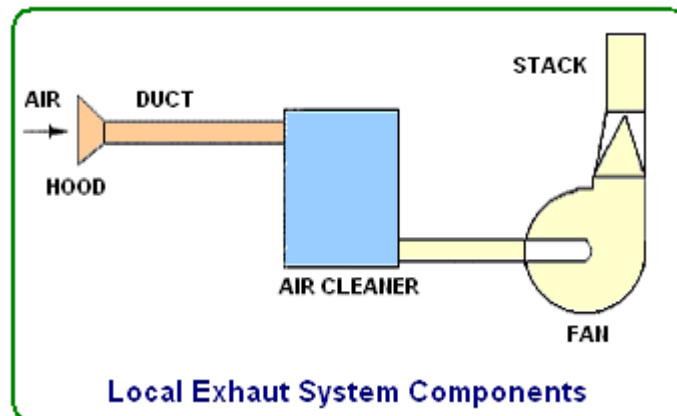 STACK
AIR
DUCT
HOOD
AIR CLEANER
FAN
Local Exhaut System Components